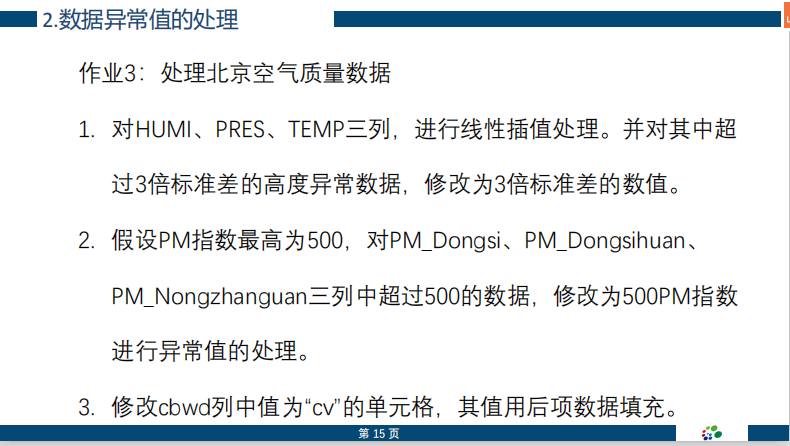 2.数据异常值的处理
作业3：处理北京空气质量数据
1. 对HUMI、PRES、TEMP三列，进行线性插值处理。并对其中超
过3倍标准差的高度异常数据，修改为3倍标准差的数值。
2. 假设PM指数最高为500，对PM_Dongsi、PM_Dongsihuan、
PM_Nongzhanguan三列中超过500的数据，修改为500PM指数
进行异常值的处理。
3. 修改cbwd列中值为“cv”的单元格，其值用后项数据填充。
第 15 页